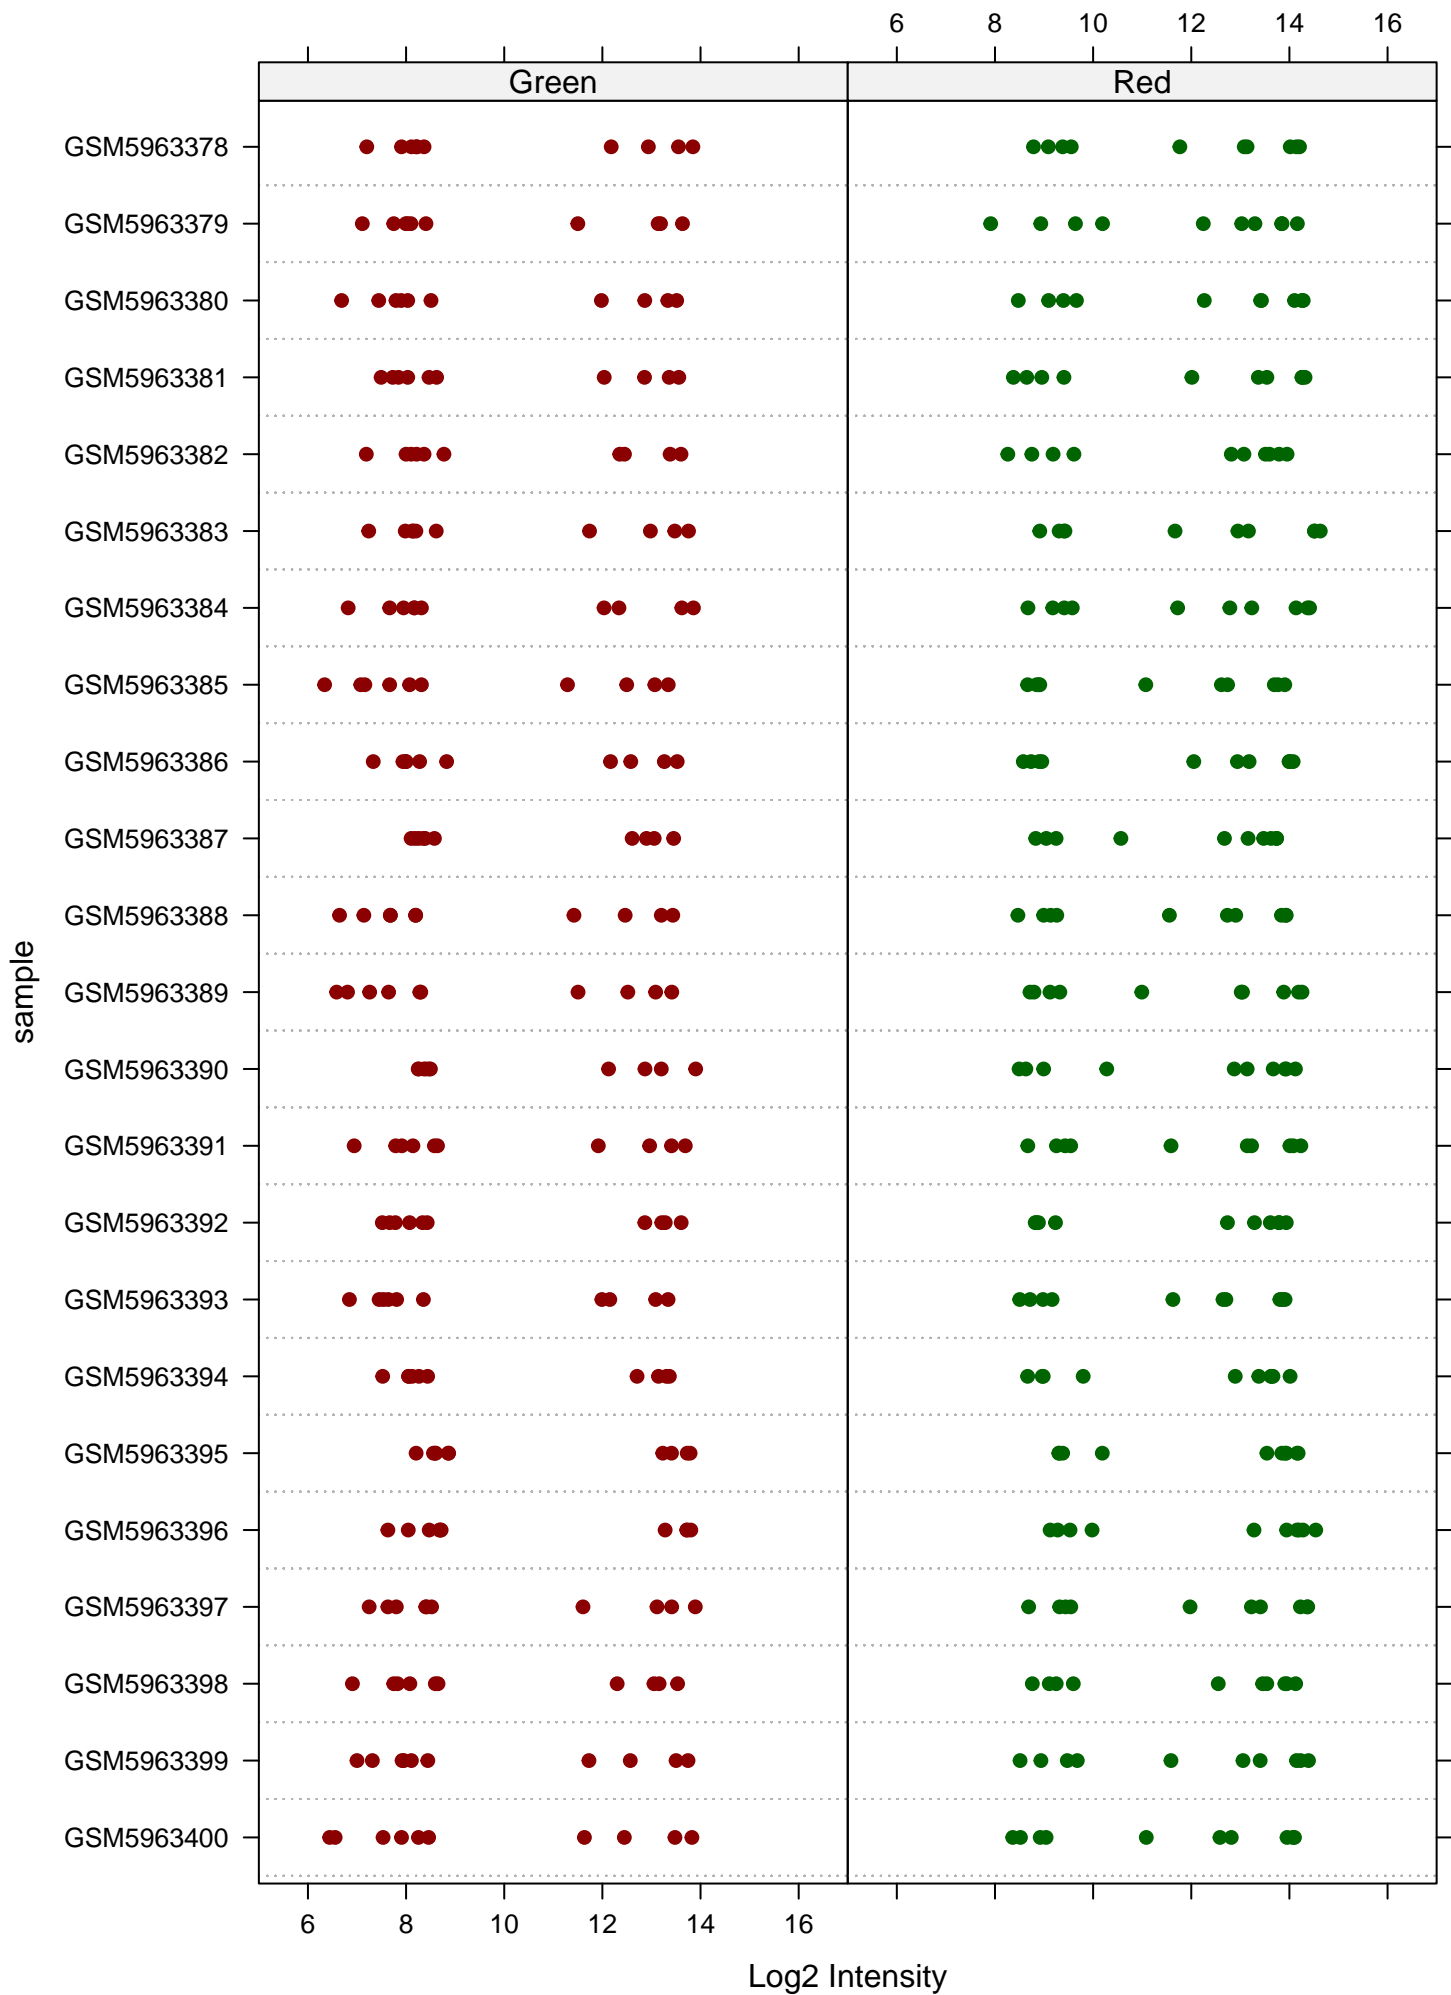 6 8 10 12 14 16
Green Red
GSM5963378
GSM5963379
GSM5963380
GSM5963381
GSM5963382
GSM5963383
GSM5963384
GSM5963385
GSM5963386
GSM5963387
GSM5963388
GSM5963389
GSM5963390
GSM5963391
GSM5963392
GSM5963393
GSM5963394
GSM5963395
GSM5963396
GSM5963397
GSM5963398
GSM5963399
GSM5963400
sample
6 8 10 12 14 16
Log2 Intensity